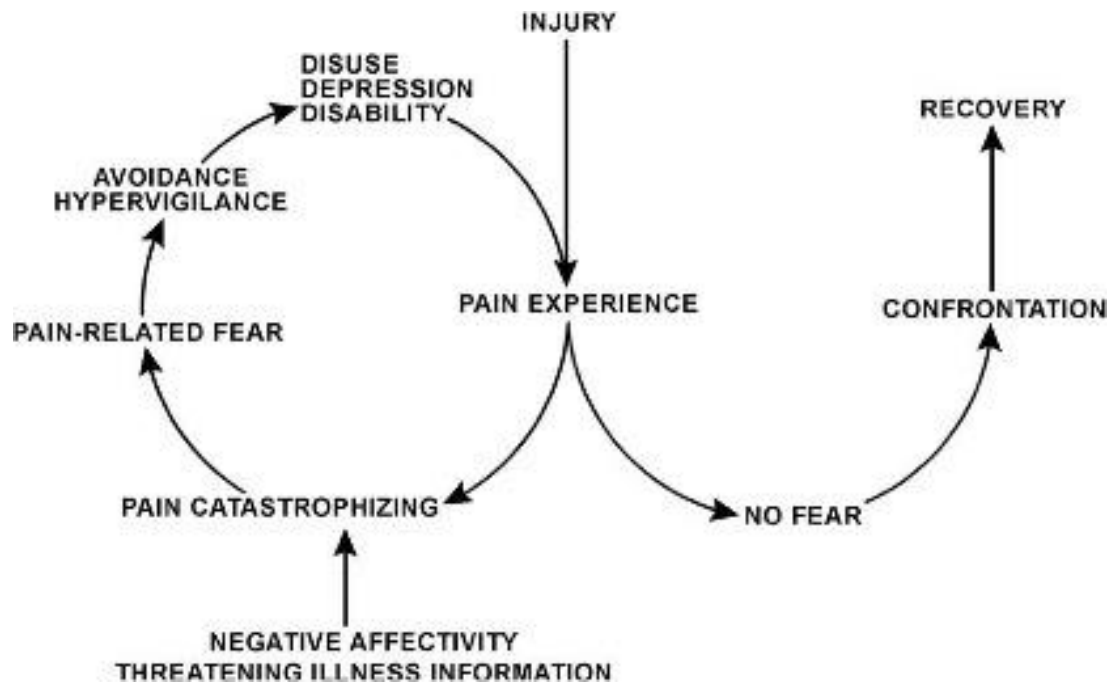 INJURY
DISUSE
DEPRESSION
DISABILITY
RECOVERY
AVOIDANCE
HYPERVIGILANCE
PAIN EXPERIENCE
CONFRONTATION
PAIN-RELATED FEAR
PAIN CATASTROPHIZING
NO FEAR
NEGATIVE AFFECTIVITY
THREATENING ILLNESS INFORMATION